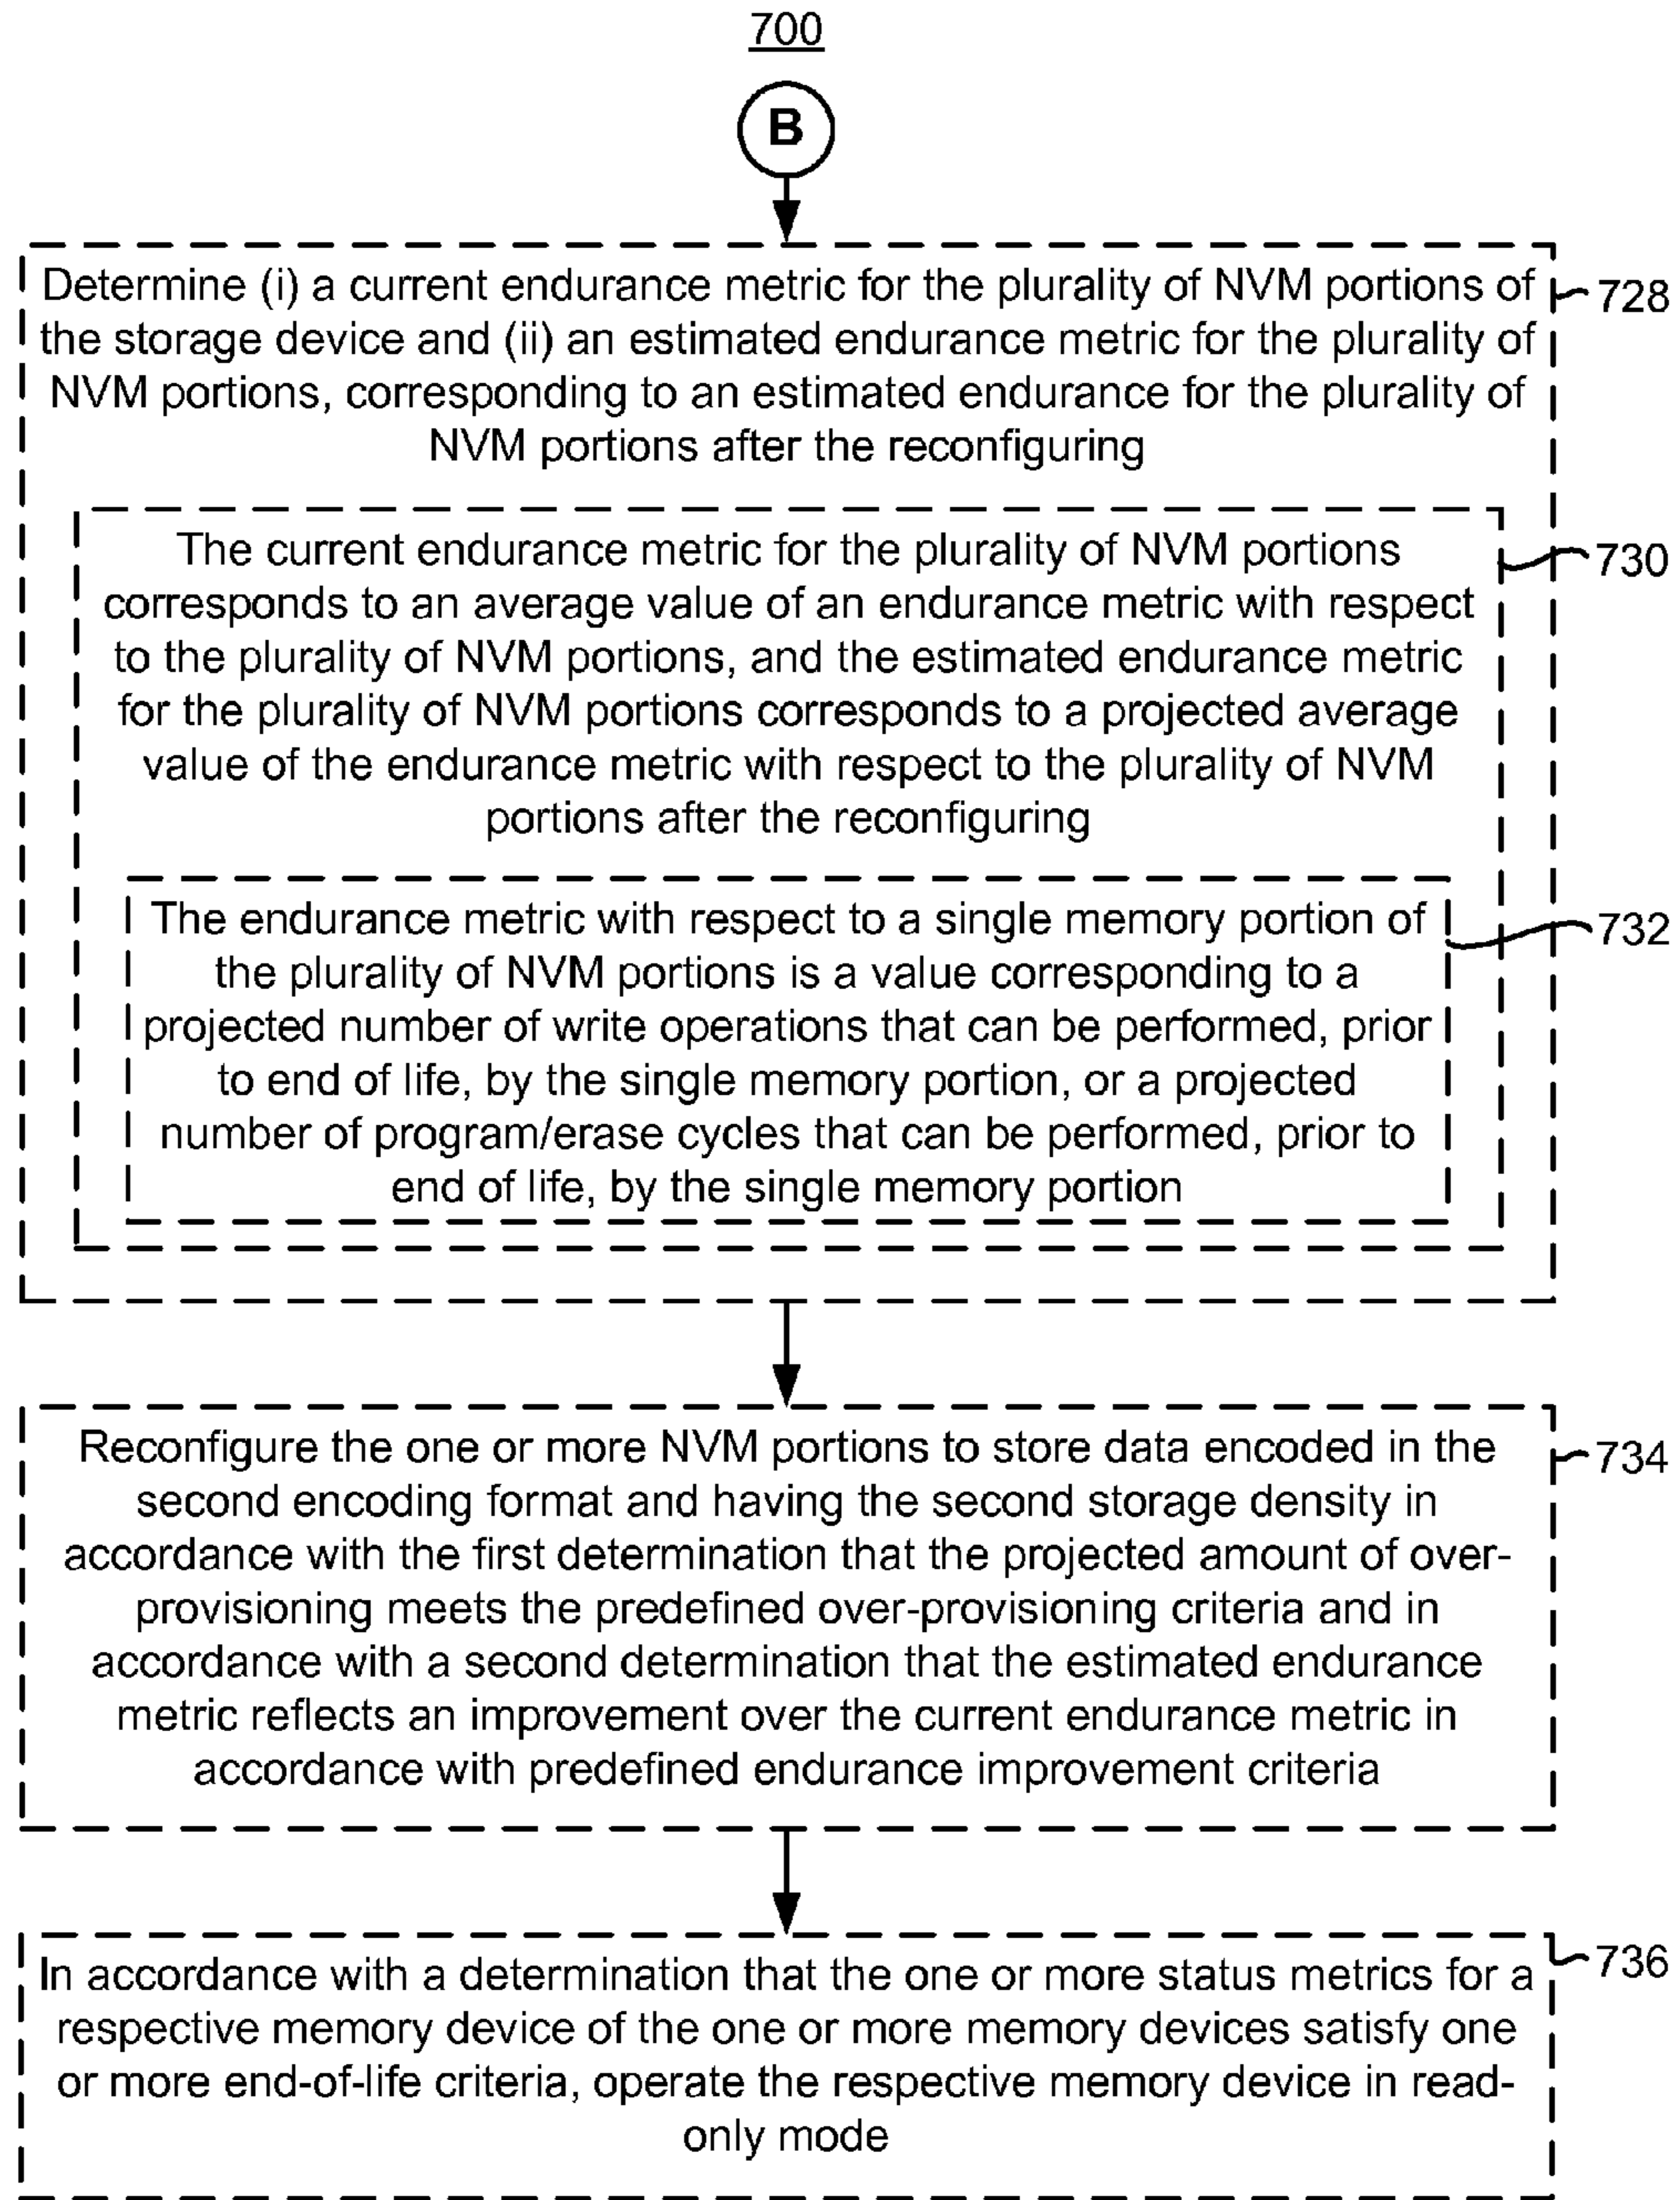 700
B
Determine (i) a current endurance metric for the plurality of NVM portions of
the storage device and (ii) an estimated endurance metric for the plurality of
NVM portions, corresponding to an estimated endurance for the plurality of
NVM portions after the reconfiguring
728
The current endurance metric for the plurality of NVM portions
corresponds to an average value of an endurance metric with respect
to the plurality of NVM portions, and the estimated endurance metric
for the plurality of NVM portions corresponds to a projected average
value of the endurance metric with respect to the plurality of NVM
portions after the reconfiguring
730
The endurance metric with respect to a single memory portion of
the plurality of NVM portions is a value corresponding to a
projected number of write operations that can be performed, prior
to end of life, by the single memory portion, or a projected
number of program/erase cycles that can be performed, prior to
end of life, by the single memory portion
732
Reconfigure the one or more NVM portions to store data encoded in the
second encoding format and having the second storage density in
accordance with the first determination that the projected amount of over-
provisioning meets the predefined over-provisioning criteria and in
accordance with a second determination that the estimated endurance
metric reflects an improvement over the current endurance metric in
accordance with predefined endurance improvement criteria
734
In accordance with a determination that the one or more status metrics for a
respective memory device of the one or more memory devices satisfy one
or more end-of-life criteria, operate the respective memory device in read-
only mode
736